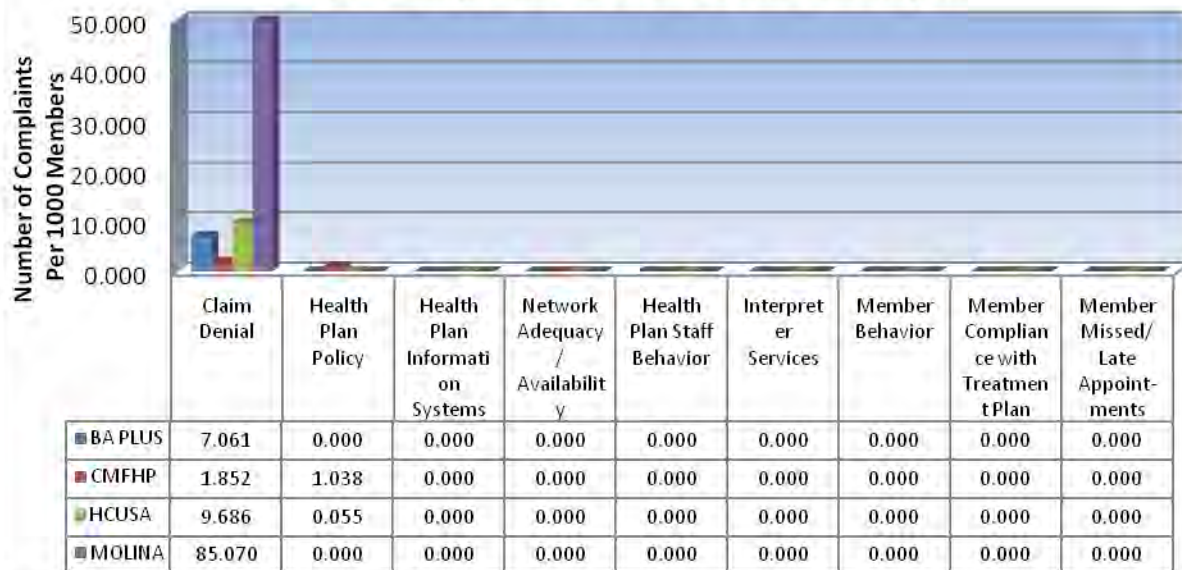 Number of Complaints
Per 1000 Members
50.000
40.000
30.000
20.000
10.000
0.000
Claim
Denial
Health
Plan
Policy
Health
Plan
Informati
on
Systems
Network
Adequacy
/
Availabilit
y
Health
Plan Staff
Behavior
Interpret
er
Services
Member
Behavior
Member
Complian
ce with
Treatmen
t Plan
Member
Missed/
Late
Appoint-
ments
BA PLUS 7.061 0.000 0.000 0.000 0.000 0.000 0.000 0.000 0.000
CMFHP 1.852 1.038 0.000 0.000 0.000 0.000 0.000 0.000 0.000
HCUSA 9.686 0.055 0.000 0.000 0.000 0.000 0.000 0.000 0.000
MOLINA 85.070 0.000 0.000 0.000 0.000 0.000 0.000 0.000 0.000